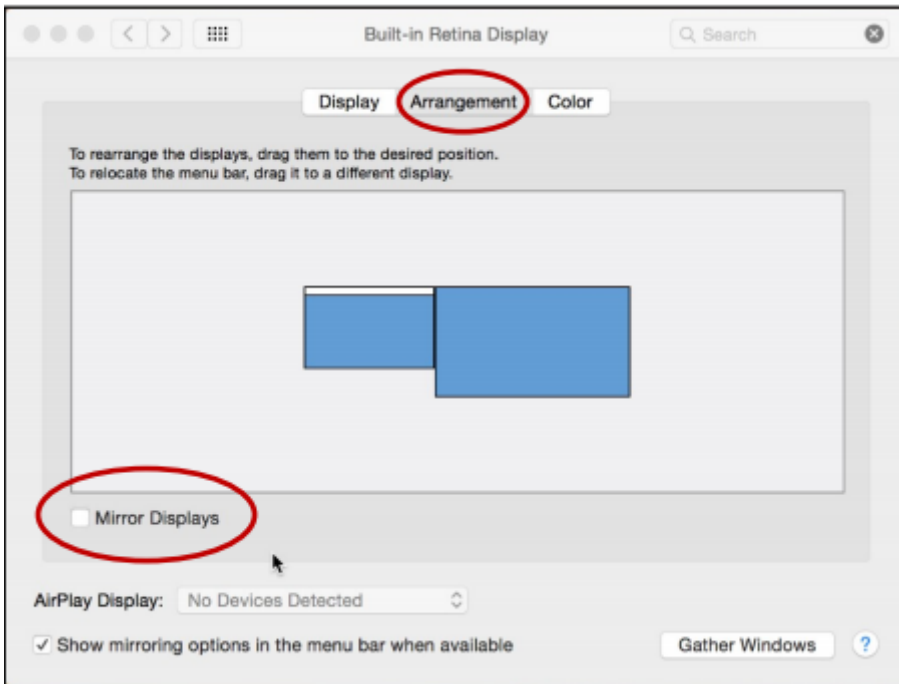 Built-in Retina Display
Search
Display
Arrangement
Color
To rearrange the displays, drag them to the desired position.
To relocate the menu bar, drag it to a different display.
Mirror Displays
AirPlay Display: No Devices Detected
Show mirroring options in the menu bar when available
Gather Windows
?